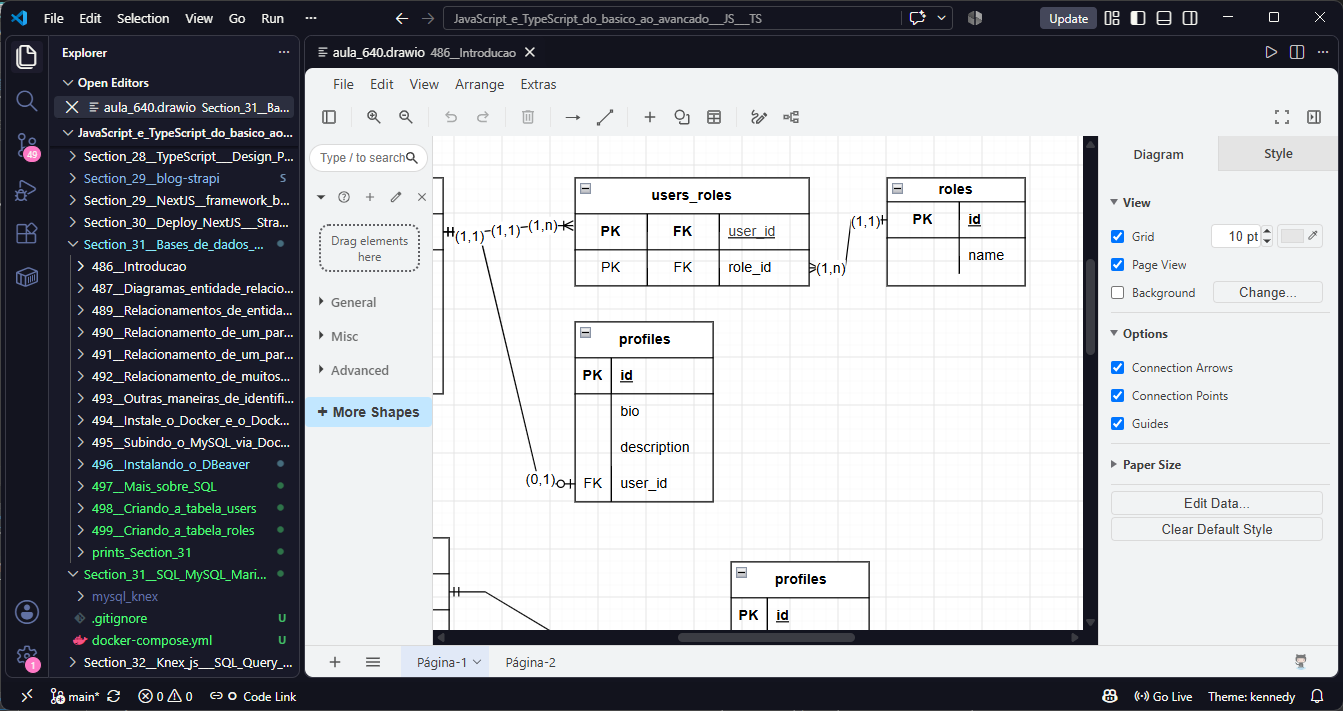 File Edit Selection View Go Run ···
JavaScript_e_TypeScript_do_basico_ao_avancado___JS__TS
Update
Explorer
Open Editors
aula_640.drawio Section_31__Ba...
JavaScript_e_TypeScript_do_basico_ao...
Section_28__TypeScript___Design_P...
Section_29__blog-strapi S
Section_29__NextJS__framework_b...
Section_30__Deploy_NextJS__Stra...
Section_31__Bases_de_dados_...
486__Introducao
487__Diagramas_entidade_relacio...
489__Relacionamentos_de_entida...
490__Relacionamento_de_um_par...
491__Relacionamento_de_um_par...
492__Relacionamento_de_muitos...
493__Outras_maneiras_de_identifi...
494__Instale_o_Docker_e_o_Dock...
495__Subindo_o_MySQL_via_Doc...
496__Instalando_o_DBeaver
497__Mais_sobre_SQL
498__Criando_a_tabela_users
499__Criando_a_tabela_roles
prints_Section_31
Section_31__SQL_MySQL_Mari...
mysql_knex
.gitignore U
docker-compose.yml U
Section_32__Knex_js___SQL_Query_...
49
1
aula_640.drawio 486__Introducao
File Edit View Arrange Extras
Type / to search
Drag elements
here
General
Misc
Advanced
+ More Shapes
users_roles
PK FK user_id
PK FK role_id
roles
PK id
name
(1,1) (1,1) (1,n)
(1,n)
(1,1)
profiles
PK id
bio
description
FK user_id
(0,1)
profiles
PK id
Página-1
Página-2
Diagram
Style
View
Grid 10 pt
Page View
Background Change...
Options
Connection Arrows
Connection Points
Guides
Paper Size
Edit Data...
Clear Default Style
main* 0 0 Code Link
Go Live Theme: kennedy